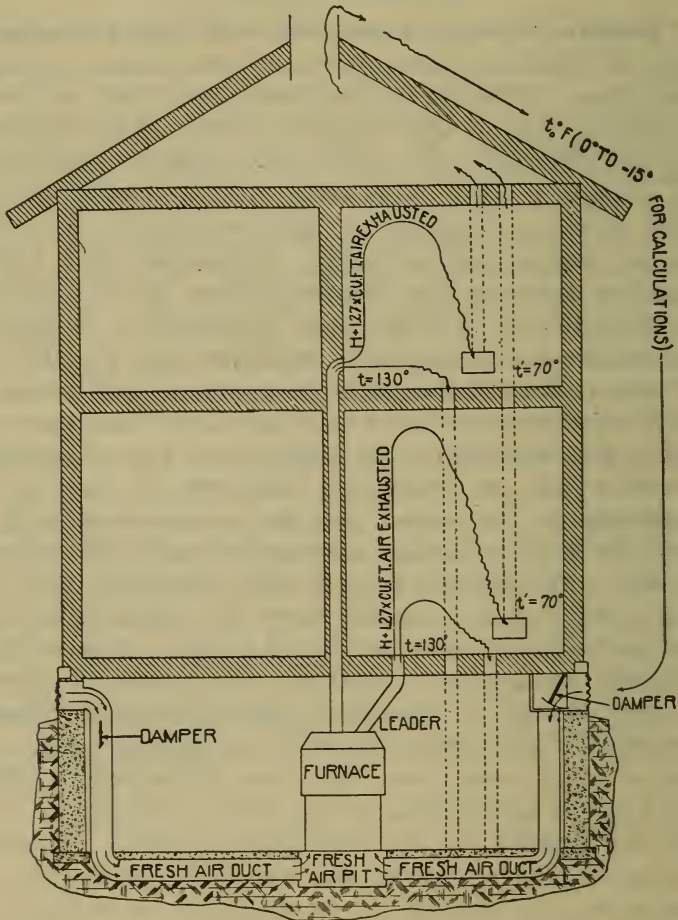 t₀°F(0°TO -15°
FOR CALCULATIONS)
H+1.27×CU.FT.AIR EXHAUSTED
t=130°
t'=70°
H+1.27×CU.FT.AIR EXHAUSTED
t'=70°
t=130°
DAMPER
LEADER
DAMPER
FURNACE
FRESH AIR DUCT
FRESH
AIR PIT
FRESH AIR DUCT